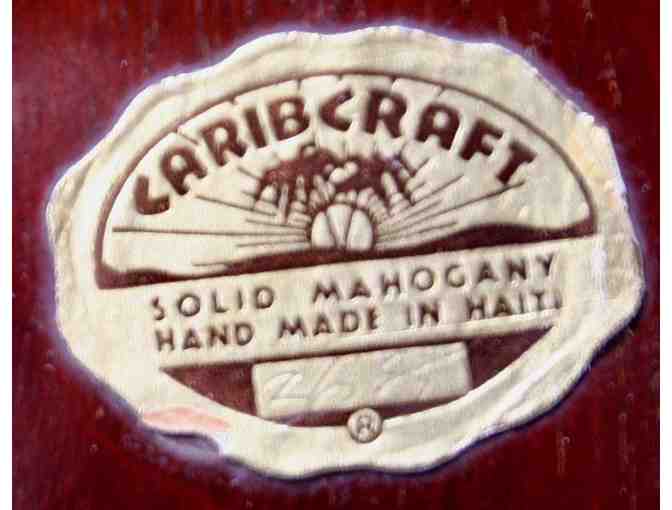 CARIBCRAFT
SOLID MAHOGANY
HAND MADE IN HAITI
®